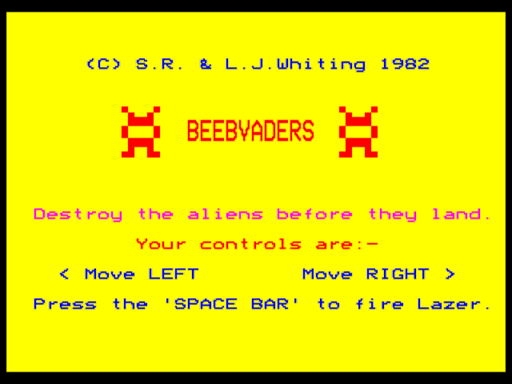 (C) S.R. & L.J.Whiting 1982
BEEBVADERS
Destroy the aliens before they land.
Your controls are:-
< Move LEFT Move RIGHT >
Press the 'SPACE BAR' to fire Lazer.